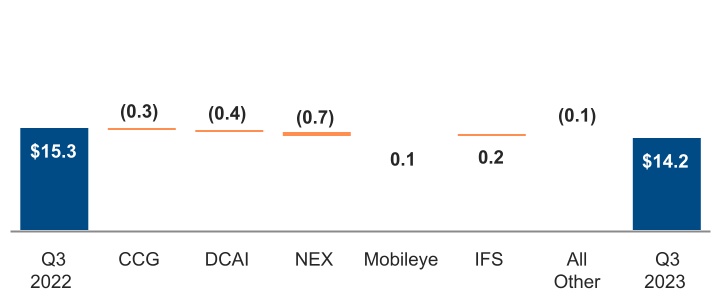 (0.3)
(0.4)
(0.7)
(0.1)
$15.3
0.1
0.2
$14.2
Q3 2022
CCG
DCAI
NEX
Mobileye
IFS
All Other
Q3 2023